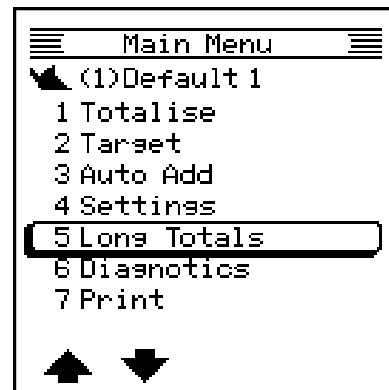 Main Menu
(1)Default 1
1 Totalise
2 Target
3 Auto Add
4 Settings
5 Long Totals
6 Diagnotics
7 Print